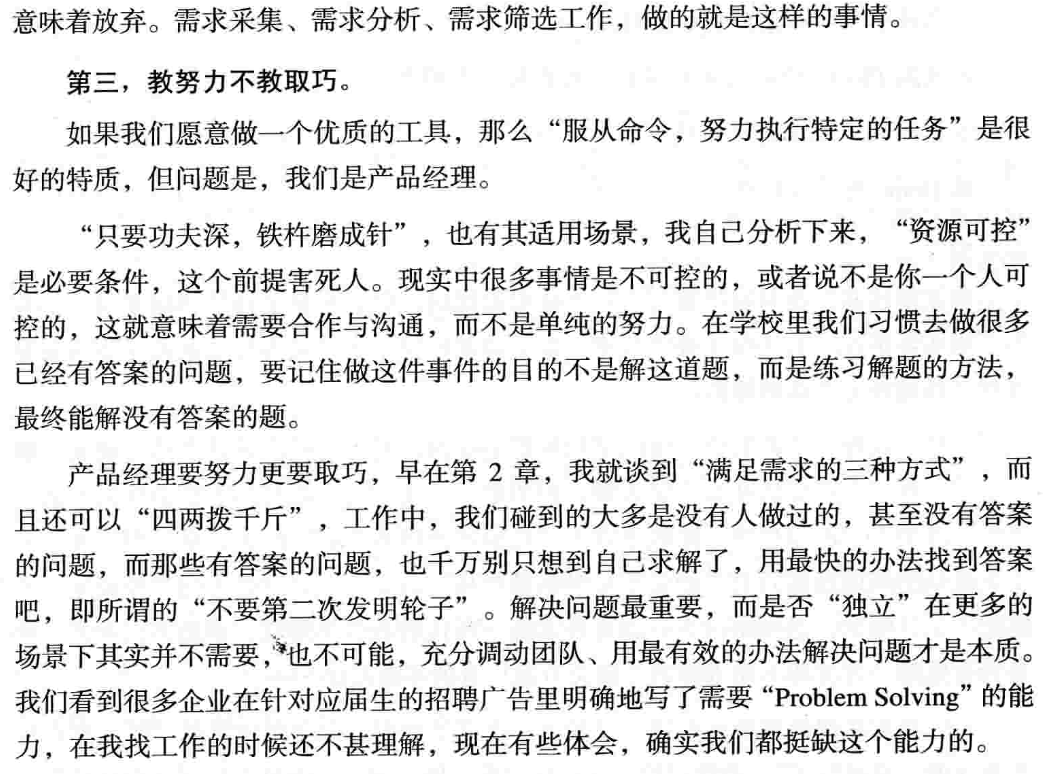 意味着放弃。需求采集、需求分析、需求筛选工作，做的就是这样的事情。
第三，教努力不教取巧。
如果我们愿意做一个优质的工具，那么“服从命令，努力执行特定的任务”是很
好的特质，但问题是，我们是产品经理。
“只要功夫深，铁杵磨成针”，也有其适用场景，我自己分析下来，“资源可控”
是必要条件，这个前提害死人。现实中很多事情是不可控的，或者说不是你一个人可
控的，这就意味着需要合作与沟通，而不是单纯的努力。在学校里我们习惯去做很多
已经有答案的问题，要记住做这件事件的目的不是解这道题，而是练习解题的方法，
最终能解没有答案的题。
产品经理要努力更要取巧，早在第 2 章，我就谈到“满足需求的三种方式”，而
且还可以“四两拨千斤”，工作中，我们碰到的大多是没有人做过的，甚至没有答案
的问题，而那些有答案的问题，也千万别只想到自己求解了，用最快的办法找到答案
吧，即所谓的“不要第二次发明轮子”。解决问题最重要，而是否“独立”在更多的
场景下其实并不需要，也不可能，充分调动团队、用最有效的办法解决问题才是本质。
我们看到很多企业在针对应届生的招聘广告里明确地写了需要“Problem Solving”的能
力，在我找工作的时候还不甚理解，现在有些体会，确实我们都挺缺这个能力的。